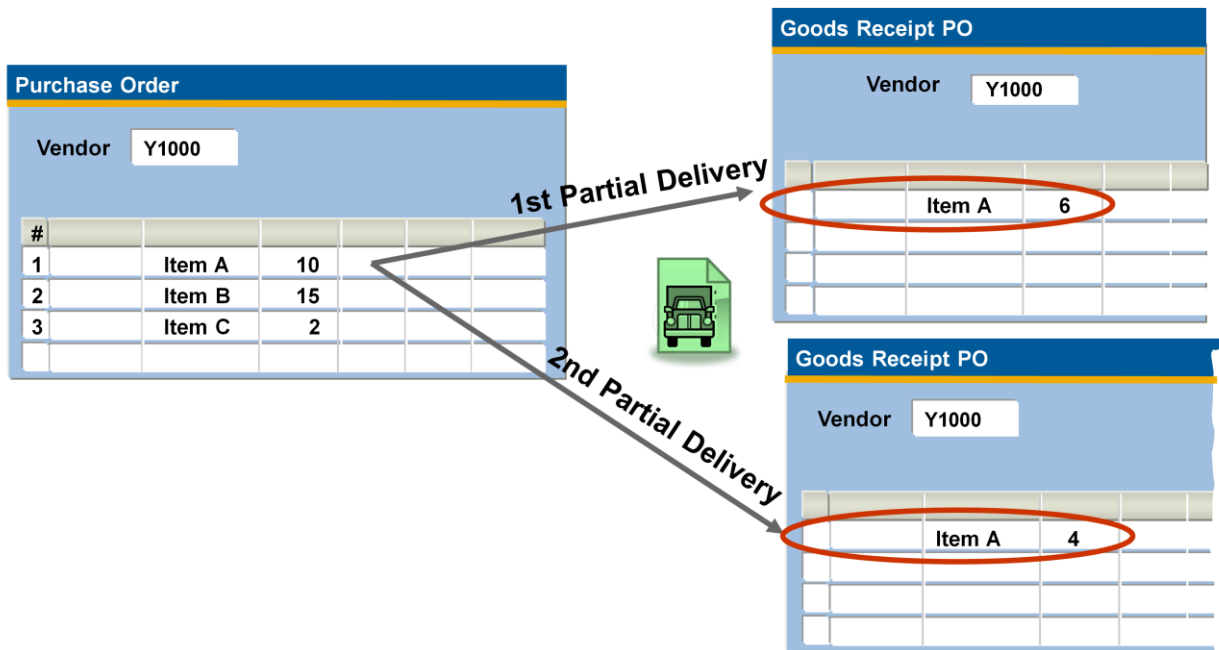 Purchase Order
Vendor Y1000
#
1 Item A 10
2 Item B 15
3 Item C 2
1st Partial Delivery
2nd Partial Delivery
Goods Receipt PO
Vendor Y1000
Item A 6
Goods Receipt PO
Vendor Y1000
Item A 4